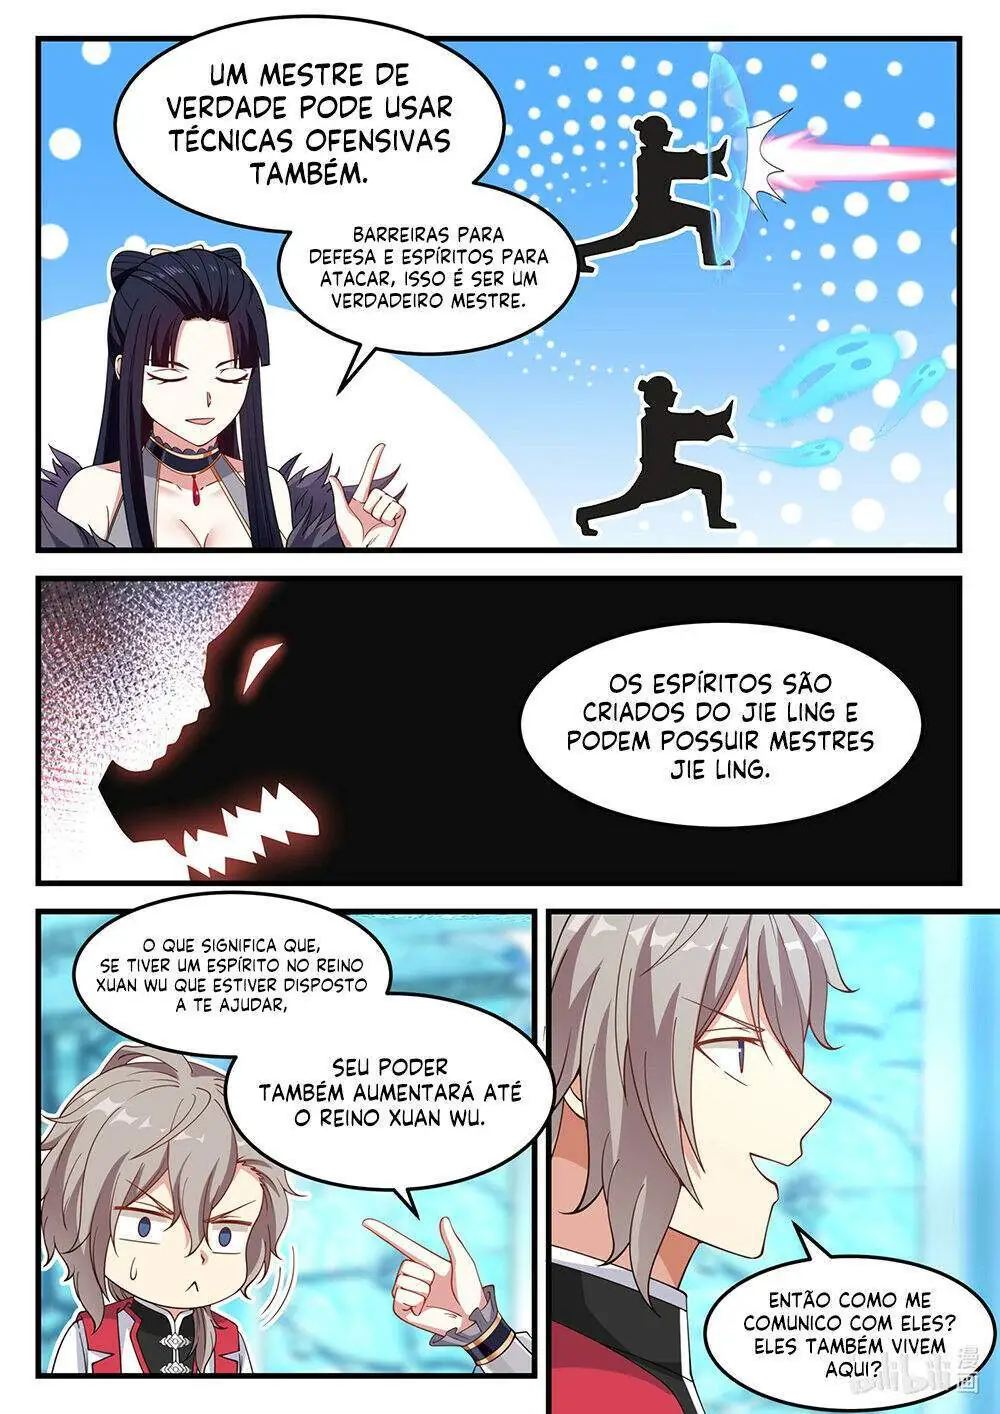 UM MESTRE DE
VERDADE PODE USAR
TÉCNICAS OFENSIVAS
TAMBÉM.
BARREIRAS PARA
DEFESA E ESPÍRITOS PARA
ATACAR, ISSO É SER UM
VERDADEIRO MESTRE.
OS ESPÍRITOS SÃO
CRIADOS DO JIE LING E
PODEM POSSUIR MESTRES
JIE LING.
O QUE SIGNIFICA QUE,
SE TIVER UM ESPÍRITO NO REINO
XUAN WU QUE ESTIVER DISPOSTO
A TE AJUDAR,
SEU PODER
TAMBÉM AUMENTARÁ ATÉ
O REINO XUAN WU.
ENTÃO COMO ME
COMUNICO COM ELES?
ELES TAMBÉM VIVEM
AQUI?
bilibili 漫画